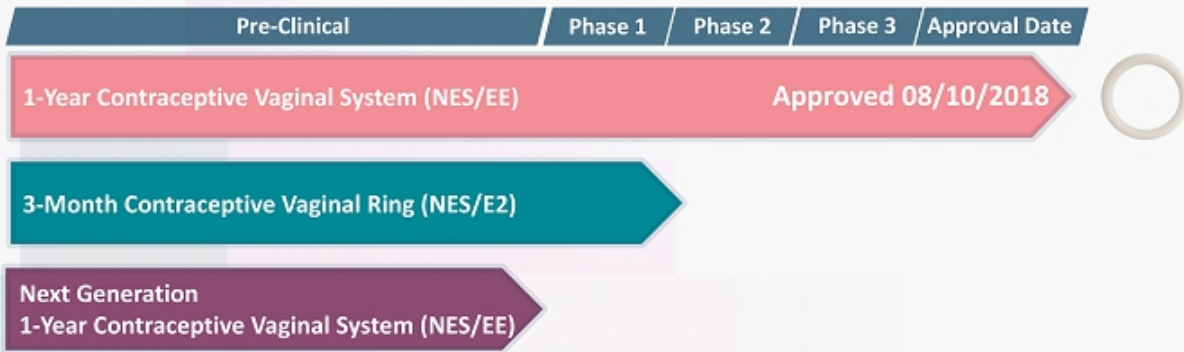 Pre-Clinical Phase 1 Phase 2 Phase 3 Approval Date
1-Year Contraceptive Vaginal System (NES/EE) Approved 08/10/2018
3-Month Contraceptive Vaginal Ring (NES/E2)
Next Generation
1-Year Contraceptive Vaginal System (NES/EE)